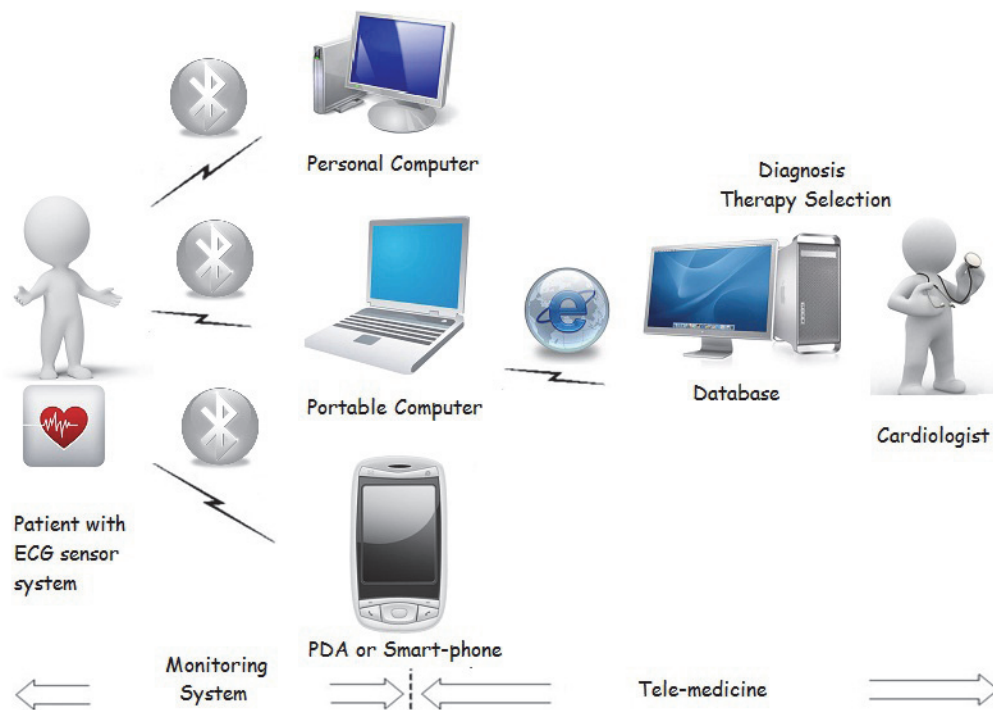 Personal Computer
Diagnosis
Therapy Selection
Portable Computer
Database
Cardiologist
Patient with
ECG sensor
system
PDA or Smart-phone
Monitoring
System
Tele-medicine